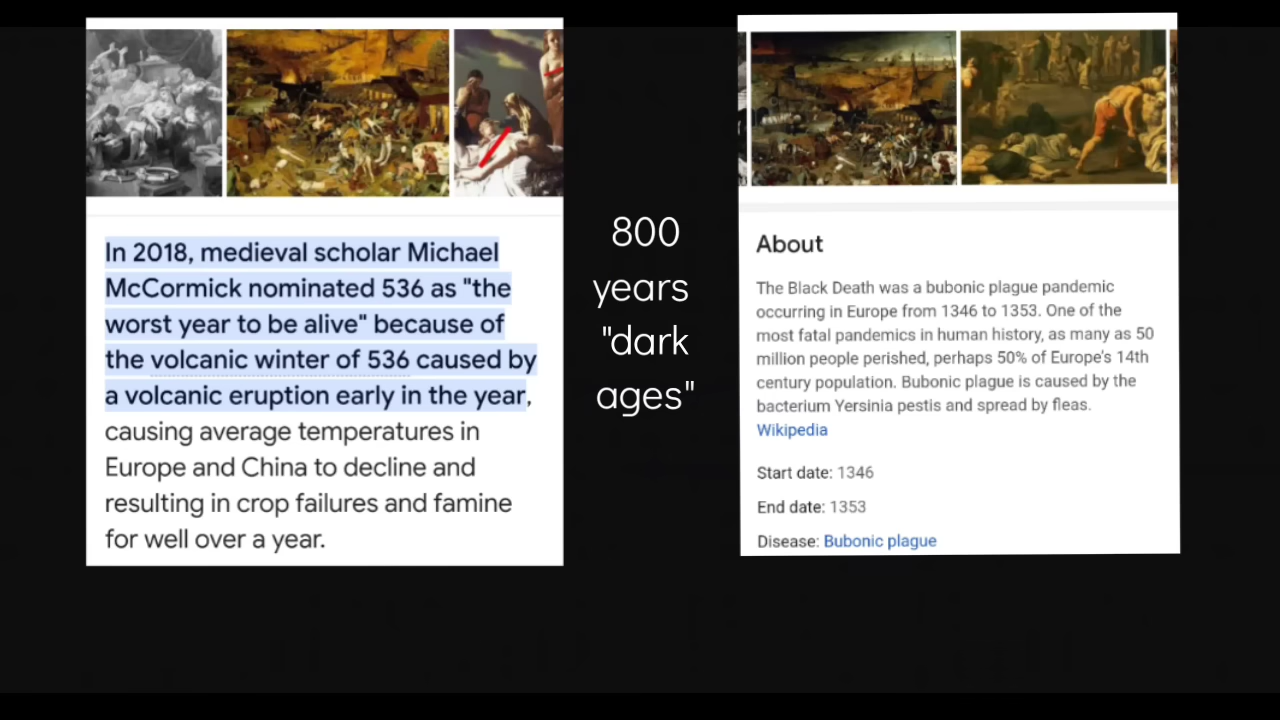 In 2018, medieval scholar Michael
McCormick nominated 536 as "the
worst year to be alive" because of
the volcanic winter of 536 caused by
a volcanic eruption early in the year,
causing average temperatures in
Europe and China to decline and
resulting in crop failures and famine
for well over a year.
800
years
"dark
ages"
About
The Black Death was a bubonic plague pandemic
occurring in Europe from 1346 to 1353. One of the
most fatal pandemics in human history, as many as 50
million people perished, perhaps 50% of Europe's 14th
century population. Bubonic plague is caused by the
bacterium Yersinia pestis and spread by fleas.
Wikipedia
Start date: 1346
End date: 1353
Disease: Bubonic plague